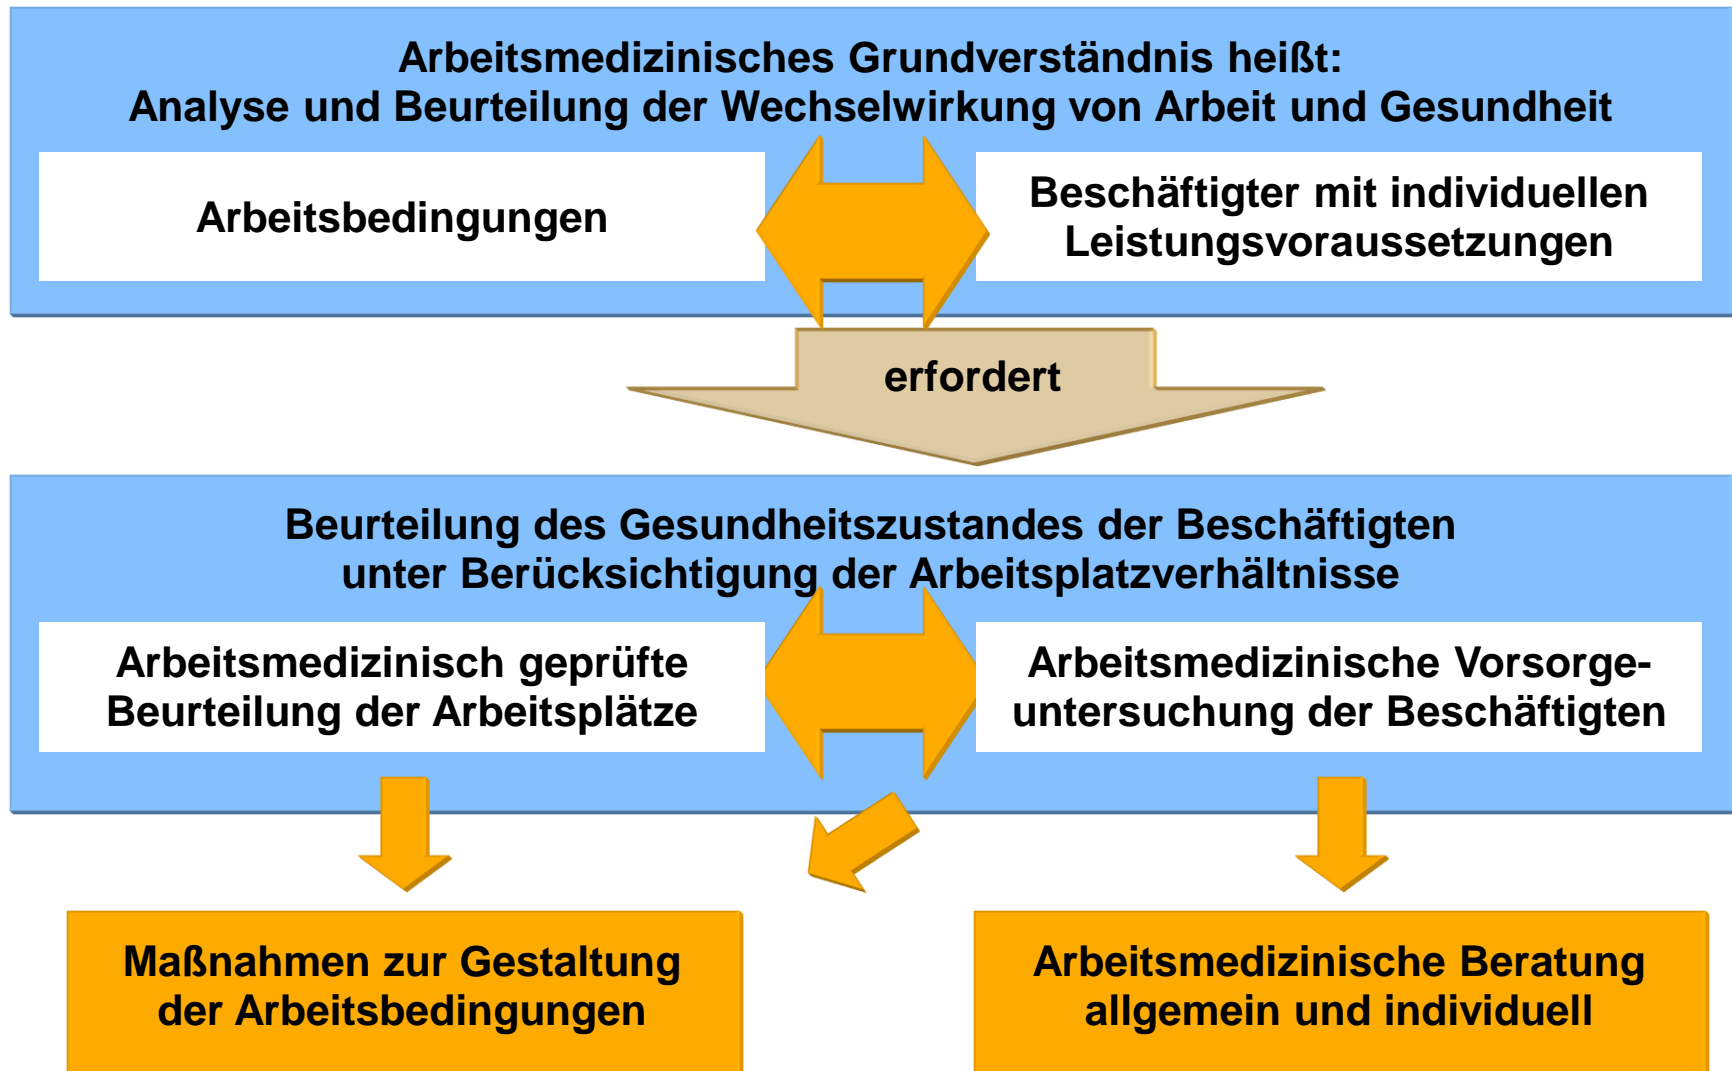 Arbeitsmedizinisches Grundverständnis heißt:
Analyse und Beurteilung der Wechselwirkung von Arbeit und Gesundheit
Arbeitsbedingungen
Beschäftigter mit individuellen
Leistungsvoraussetzungen
erfordert
Beurteilung des Gesundheitszustandes der Beschäftigten
unter Berücksichtigung der Arbeitsplatzverhältnisse
Arbeitsmedizinisch geprüfte
Beurteilung der Arbeitsplätze
Arbeitsmedizinische Vorsorge-
untersuchung der Beschäftigten
Maßnahmen zur Gestaltung
der Arbeitsbedingungen
Arbeitsmedizinische Beratung
allgemein und individuell